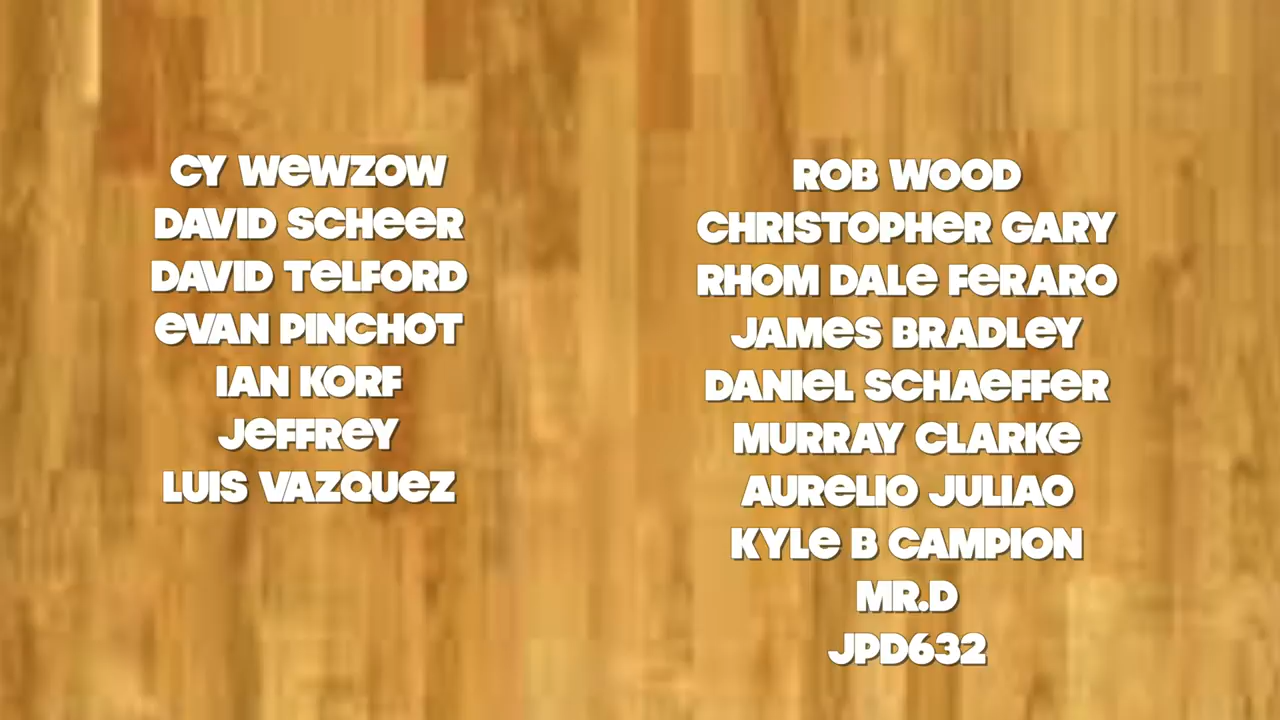 CY WeWZOW
DAVID SCHeeR
DAVID TeLFORD
eVAN PINCHOT
IAN KORF
JeFFReY
LUIS VAZQUeZ
ROB WOOD
CHRISTOPHeR GARY
RHOM DALe FeRARO
JAMeS BRADLeY
DANIeL SCHAeFFeR
MURRAY CLARKe
AUReLIO JULIAO
KYLe B CAMPION
MR.D
JPD632